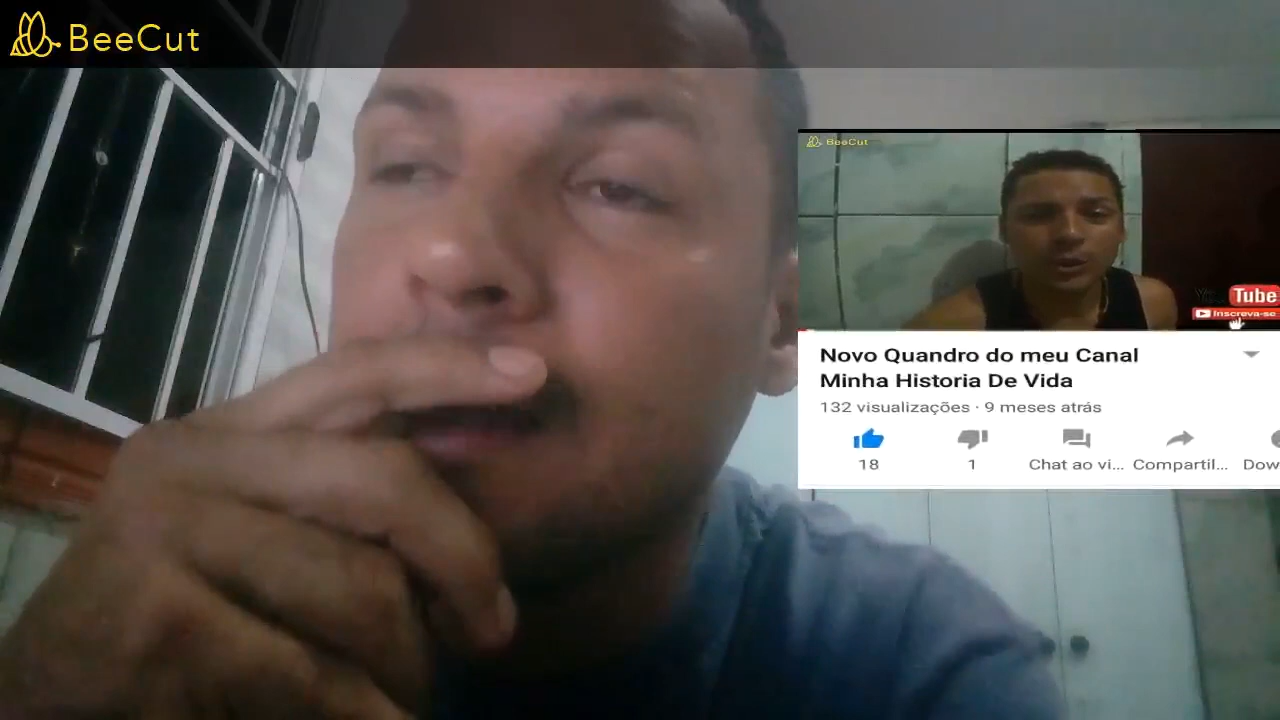 BeeCut
BeeCut
Tube
Inscreva-se
Novo Quandro do meu Canal
Minha Historia De Vida
132 visualizações · 9 meses atrás
18
1
Chat ao vi...
Compartil...
Dow